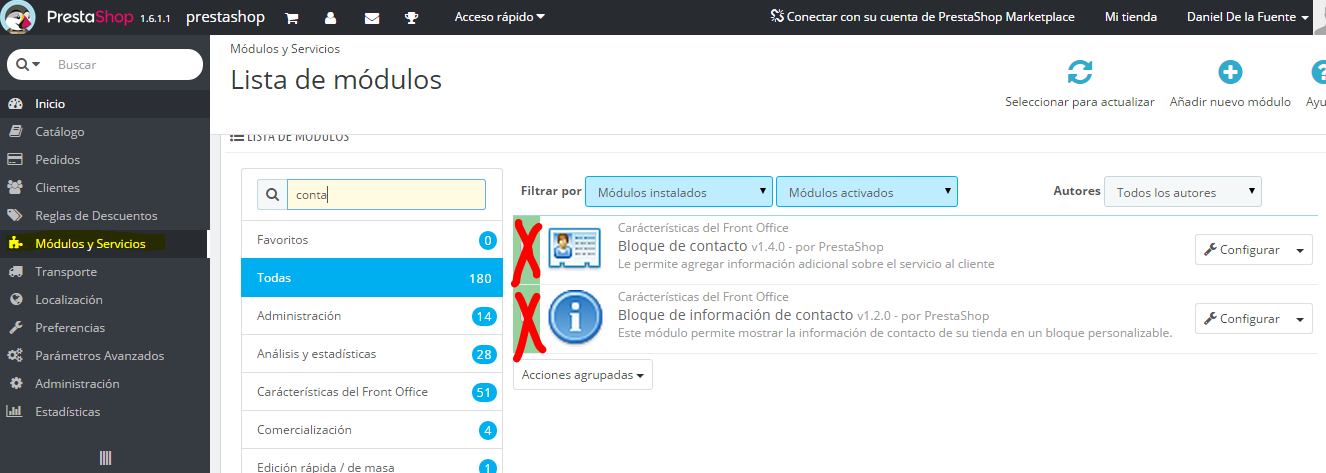 PrestaShop 1.6.1.1 prestashop Acceso rápido Conectar con su cuenta de PrestaShop Marketplace Mi tienda Daniel De la Fuente
Buscar
Inicio
Catálogo
Pedidos
Clientes
Reglas de Descuentos
Módulos y Servicios
Transporte
Localización
Preferencias
Parámetros Avanzados
Administración
Estadísticas
Módulos y Servicios
Lista de módulos
Seleccionar para actualizar Añadir nuevo módulo Ayu
LISTA DE MÓDULOS
conta
Favoritos 0
Todas 180
Administración 14
Análisis y estadísticas 28
Carácterísticas del Front Office 51
Comercialización 4
Edición rápida / de masa 1
Filtrar por Módulos instalados Módulos activados Autores Todos los autores
Carácterísticas del Front Office
Bloque de contacto v1.4.0 - por PrestaShop
Le permite agregar información adicional sobre el servicio al cliente
Configurar
Carácterísticas del Front Office
Bloque de información de contacto v1.2.0 - por PrestaShop
Este módulo permite mostrar la información de contacto de su tienda en un bloque personalizable.
Configurar
Acciones agrupadas